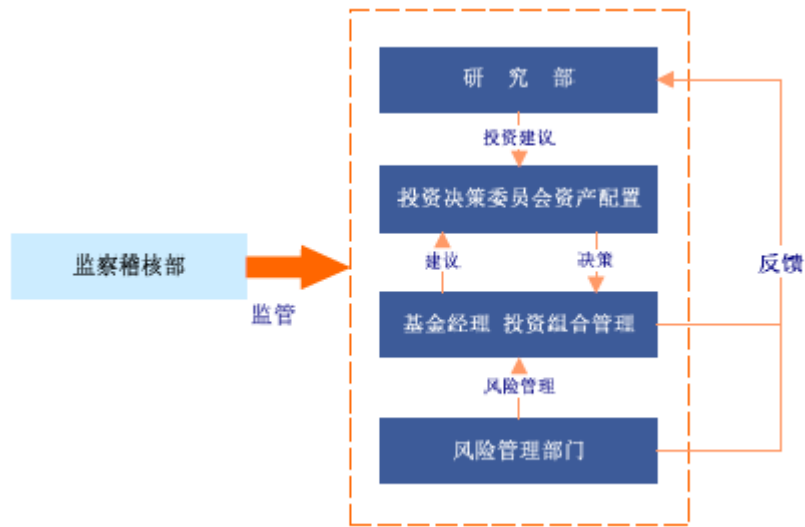 研 究 部
投资建议
投资决策委员会资产配置
监察稽核部
监管
建议
决策
反馈
基金经理 投资组合管理
风险管理
风险管理部门